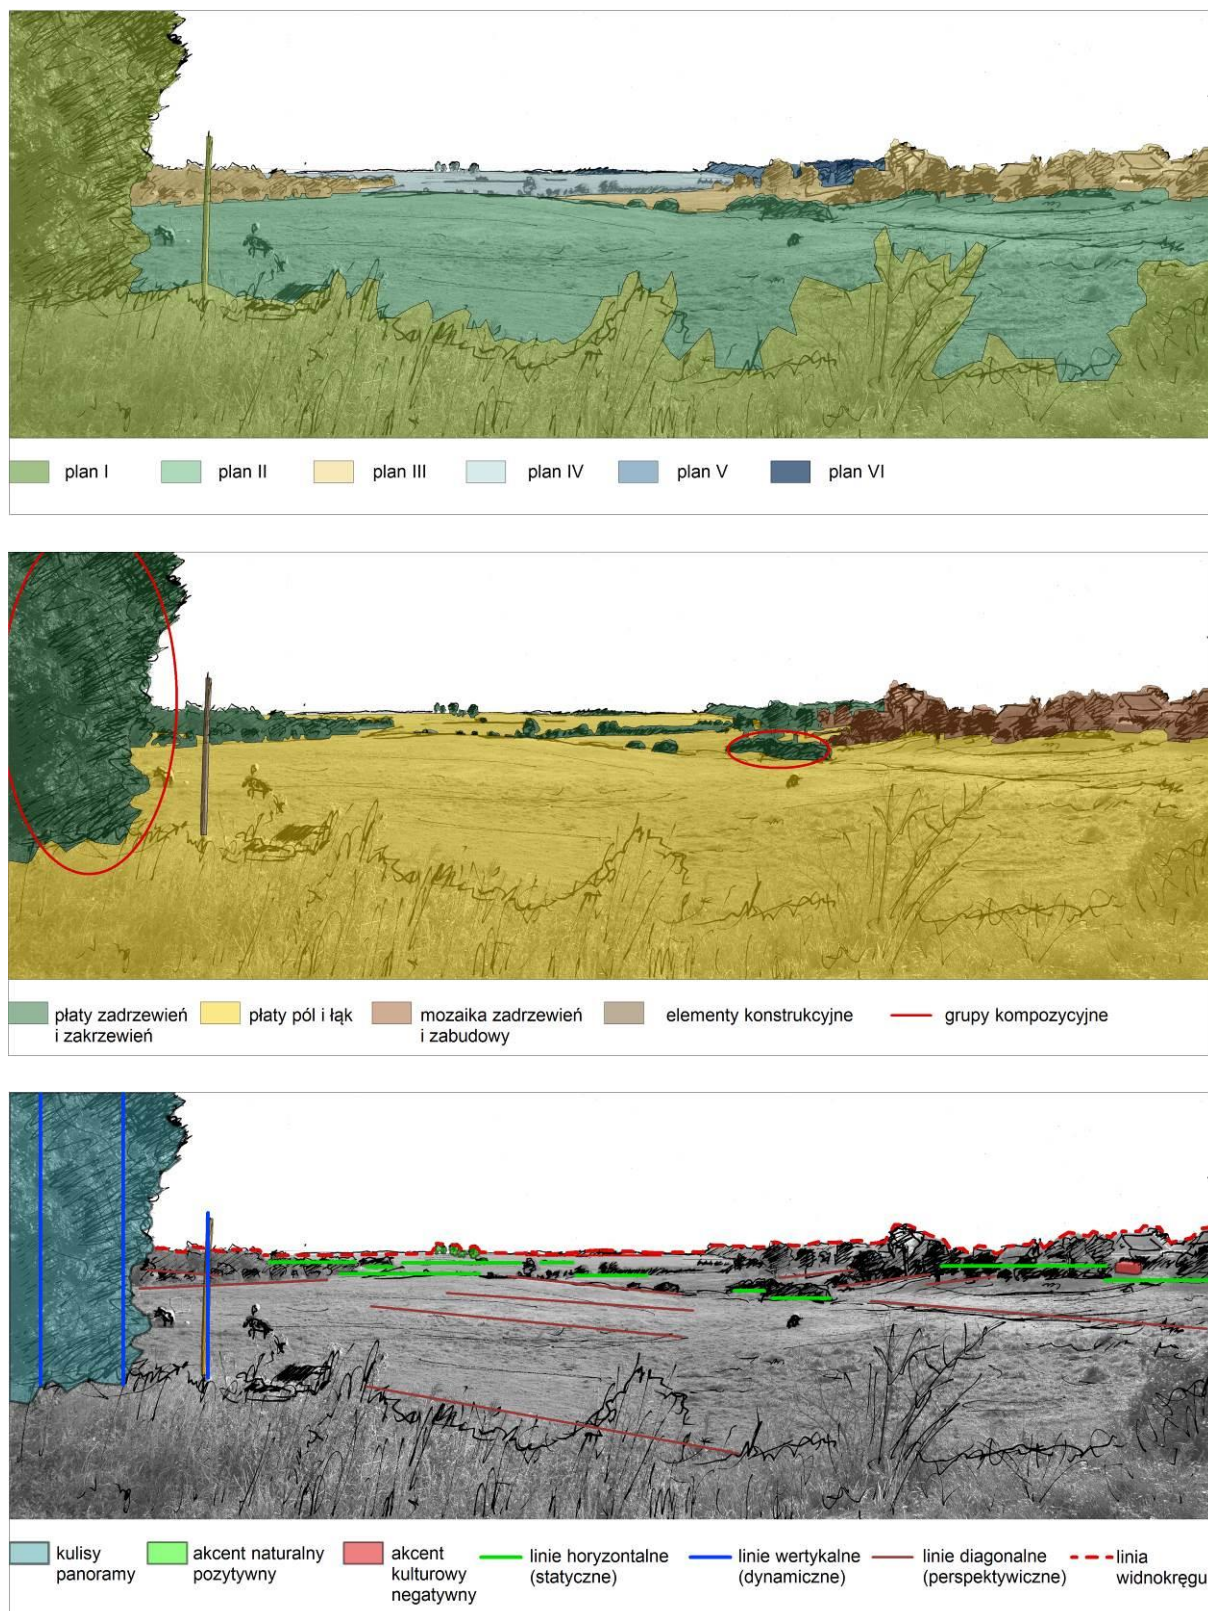 plan I plan II plan III plan IV plan V plan VI
płaty zadrzewień
i zakrzewień
płaty pól i łąk
mozaika zadrzewień
i zabudowy
elementy konstrukcyjne
grupy kompozycyjne
kulisy
panoramy
akcent naturalny
pozytywny
akcent
kulturowy
negatywny
linie horyzontalne
(statyczne)
linie wertykalne
(dynamiczne)
linie diagonalne
(perspektywiczne)
linia
widnokręgu